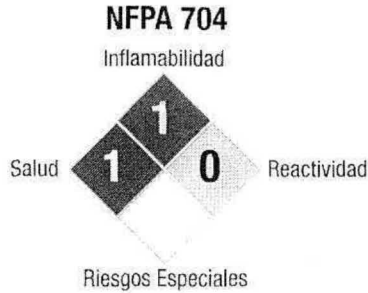 NFPA 704
Inflamabilidad
1
Salud 1 0 Reactividad
Riesgos Especiales